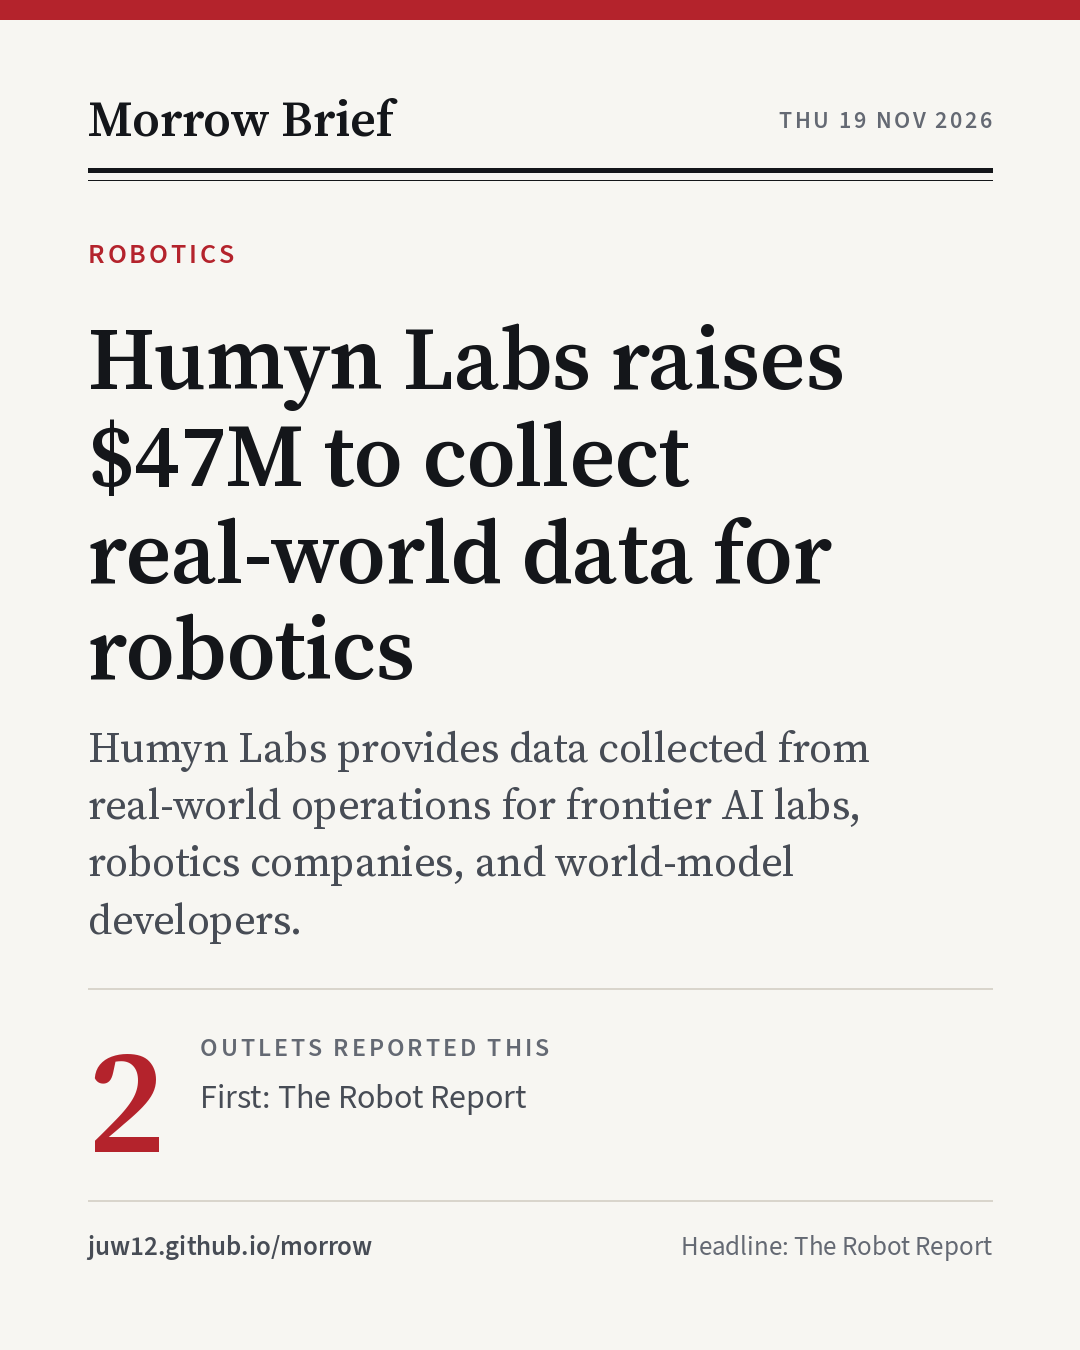 Morrow Brief
THU 19 NOV 2026
ROBOTICS
Humyn Labs raises
$47M to collect
real-world data for
robotics
Humyn Labs provides data collected from
real-world operations for frontier AI labs,
robotics companies, and world-model
developers.
2
OUTLETS REPORTED THIS
First: The Robot Report
juw12.github.io/morrow
Headline: The Robot Report